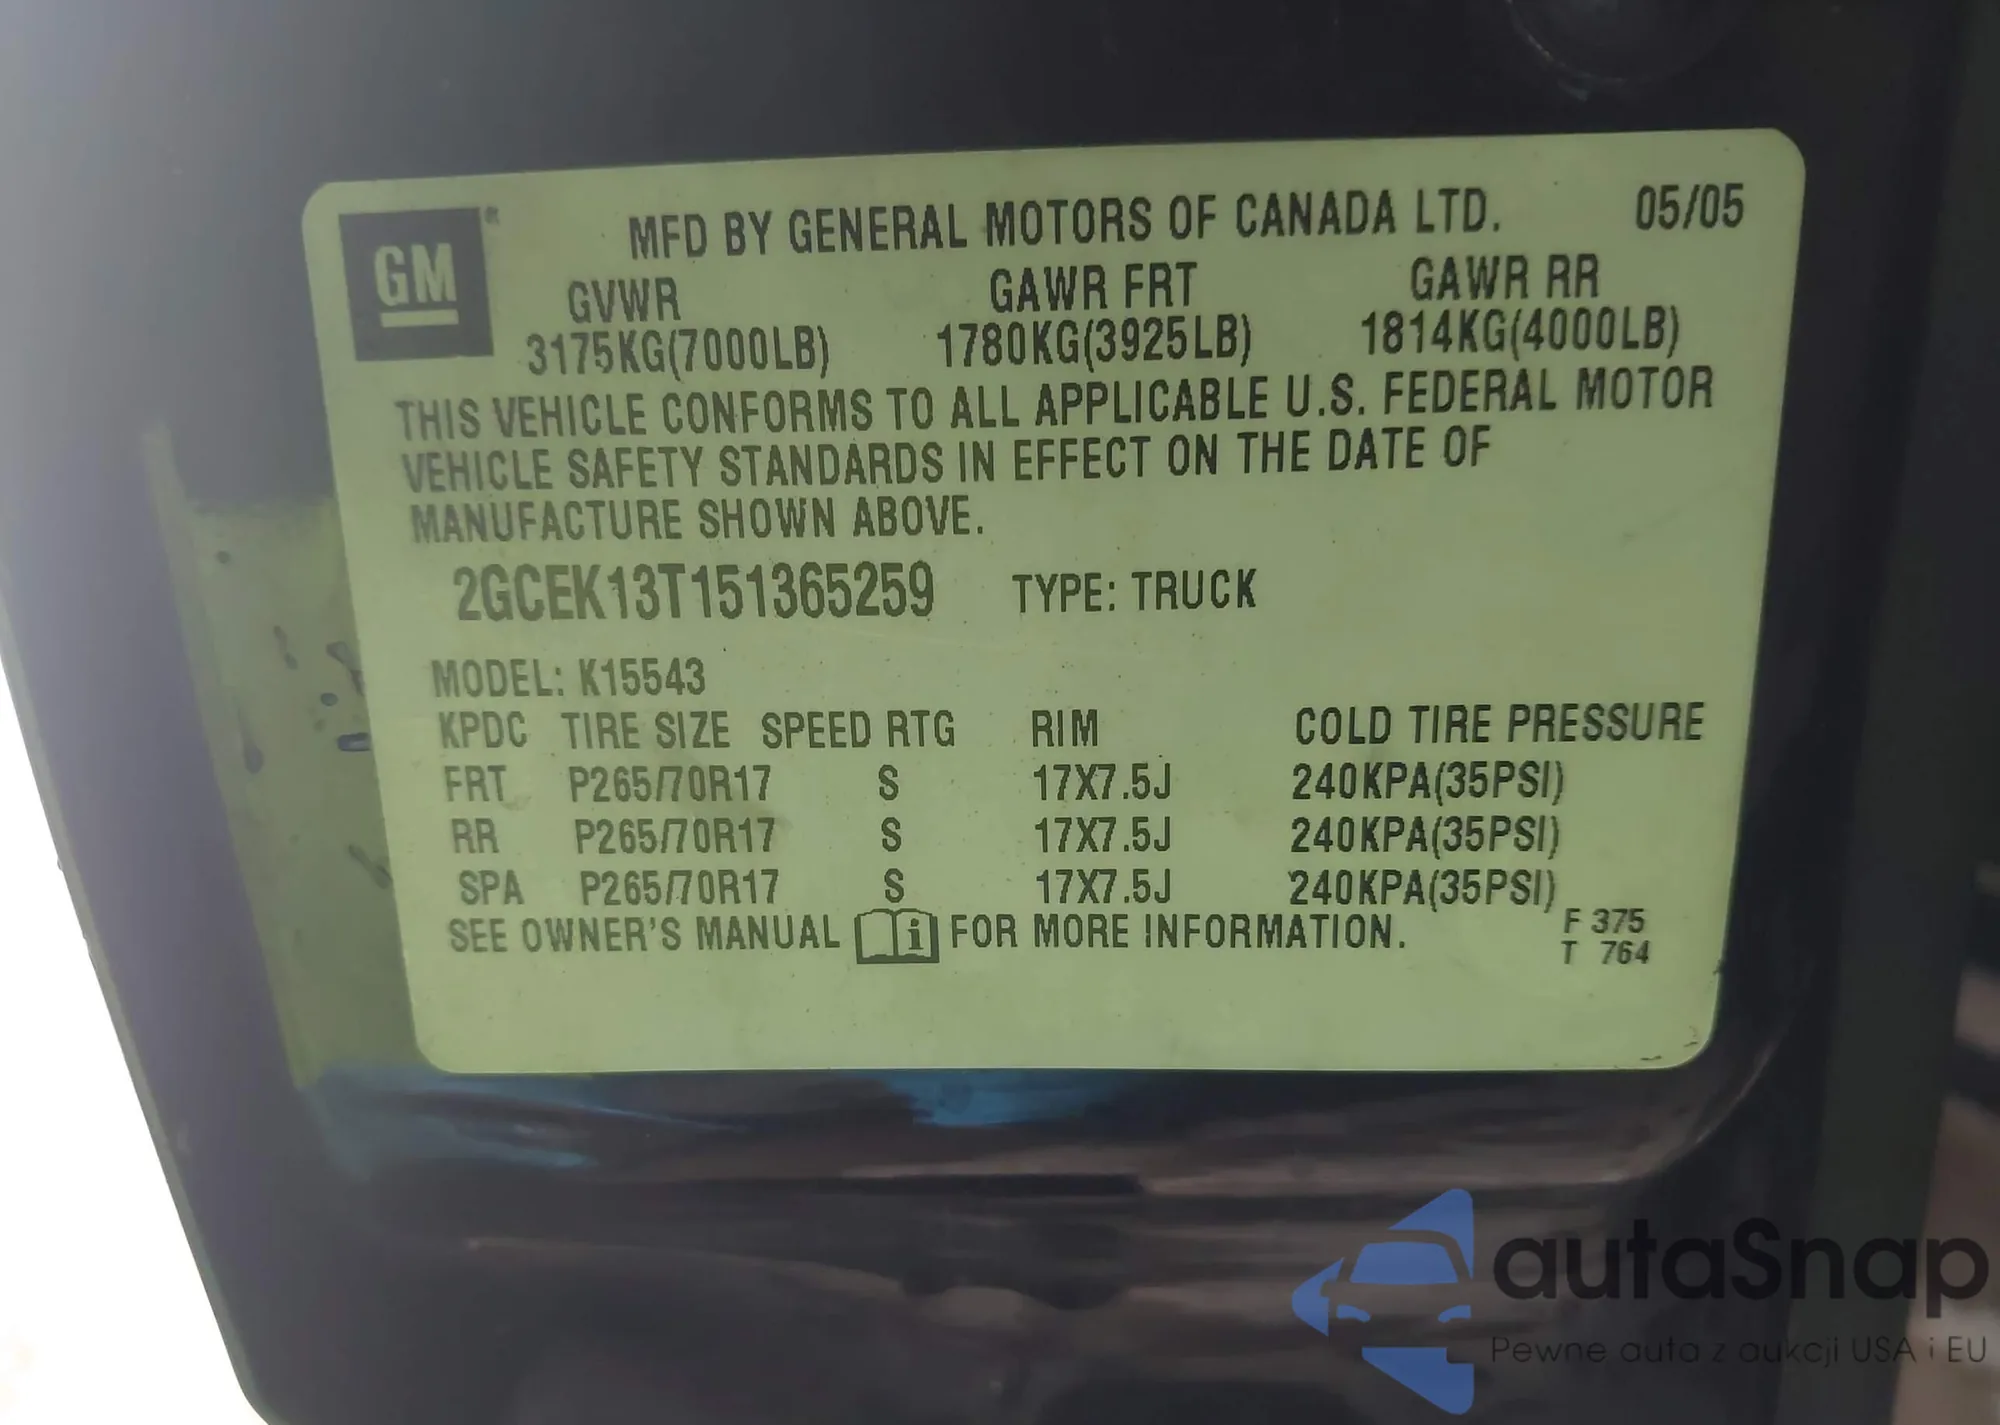 GM®
MFD BY GENERAL MOTORS OF CANADA LTD. 05/05
GVWR GAWR FRT GAWR RR
3175KG(7000LB) 1780KG(3925LB) 1814KG(4000LB)
THIS VEHICLE CONFORMS TO ALL APPLICABLE U.S. FEDERAL MOTOR
VEHICLE SAFETY STANDARDS IN EFFECT ON THE DATE OF
MANUFACTURE SHOWN ABOVE.
2GCEK13T151365259 TYPE: TRUCK
MODEL: K15543
KPDC TIRE SIZE SPEED RTG RIM COLD TIRE PRESSURE
FRT P265/70R17 S 17X7.5J 240KPA(35PSI)
RR P265/70R17 S 17X7.5J 240KPA(35PSI)
SPA P265/70R17 S 17X7.5J 240KPA(35PSI)
SEE OWNER'S MANUAL i FOR MORE INFORMATION.
F 375
T 764
autaSnap
Pewne auta z aukcji USA i EU